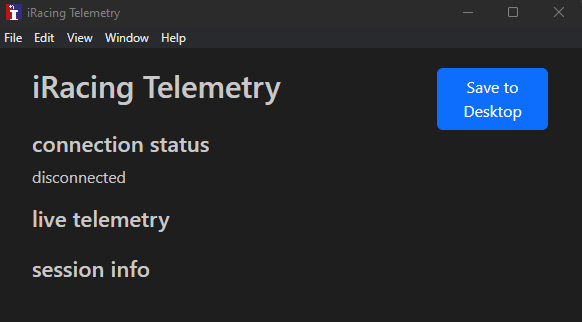 iRacing Telemetry
File Edit View Window Help
iRacing Telemetry
Save to
Desktop
connection status
disconnected
live telemetry
session info